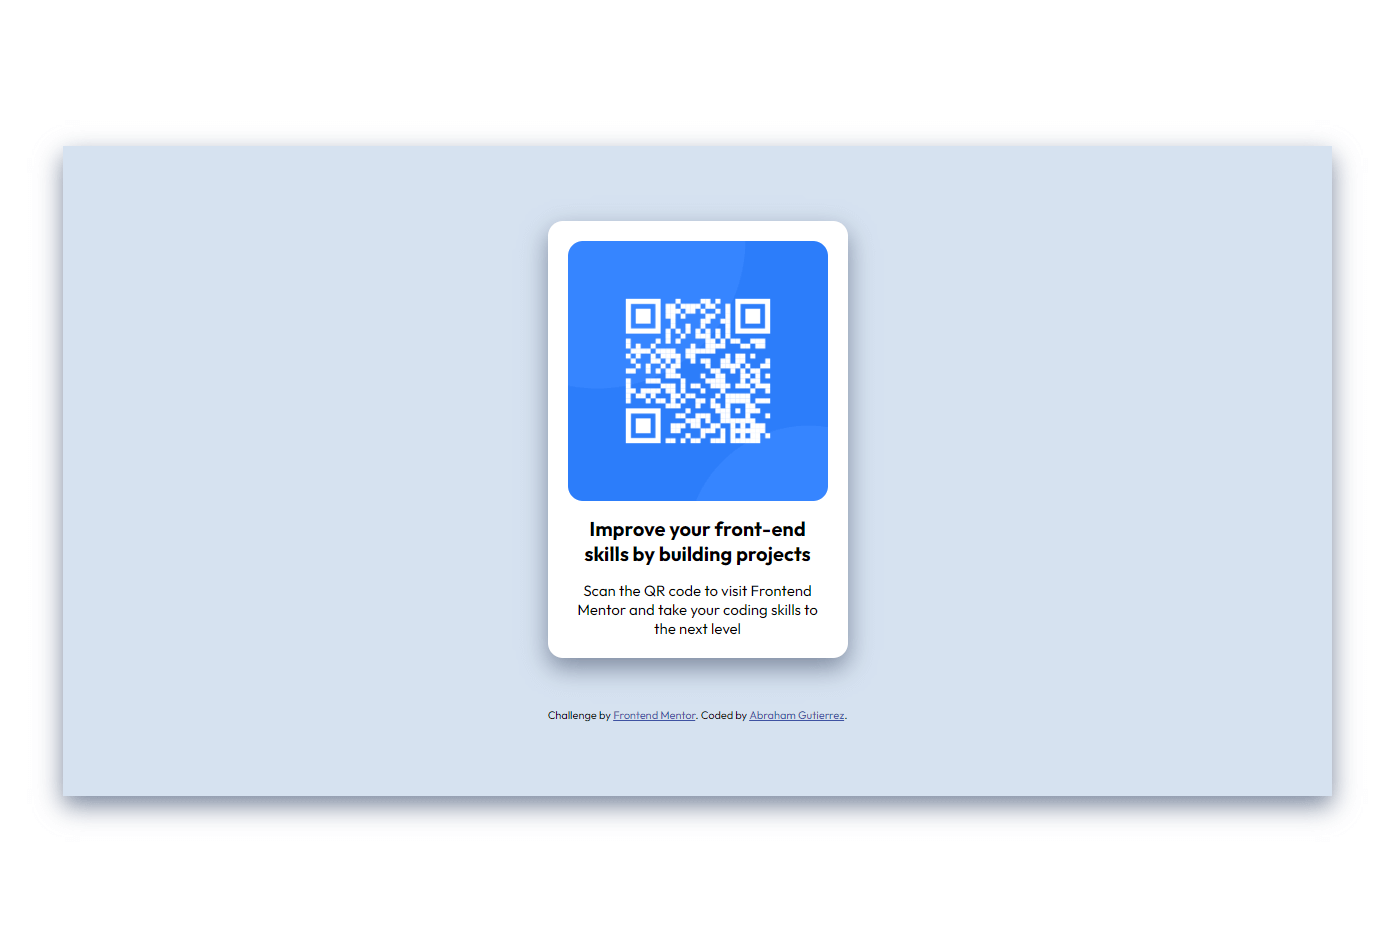 Improve your front-end
skills by building projects
Scan the QR code to visit Frontend
Mentor and take your coding skills to
the next level
Challenge by Frontend Mentor. Coded by Abraham Gutierrez.